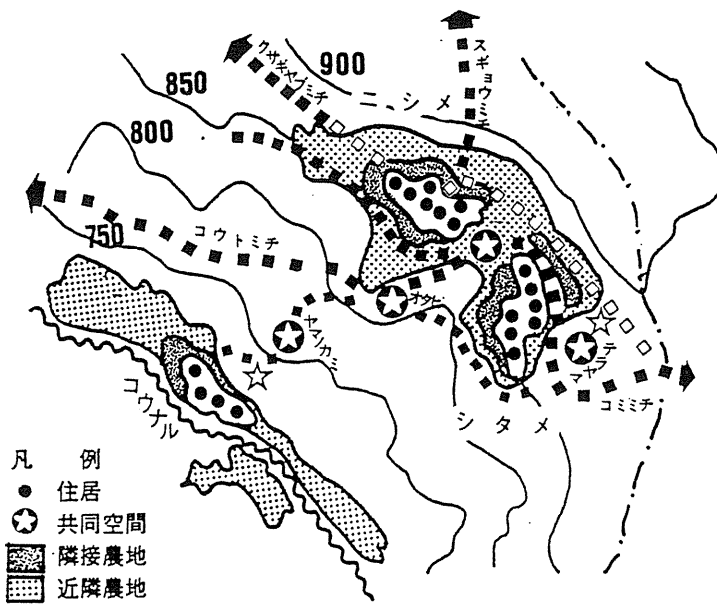 クサギヤブミチ
900
スギョウミチ
850
ニシメ
800
コウトミチ
750
オタビ
ヤマノカミ
テラヤマ
コミミチ
シタメ
コウナル
凡例
住居
共同空間
隣接農地
近隣農地